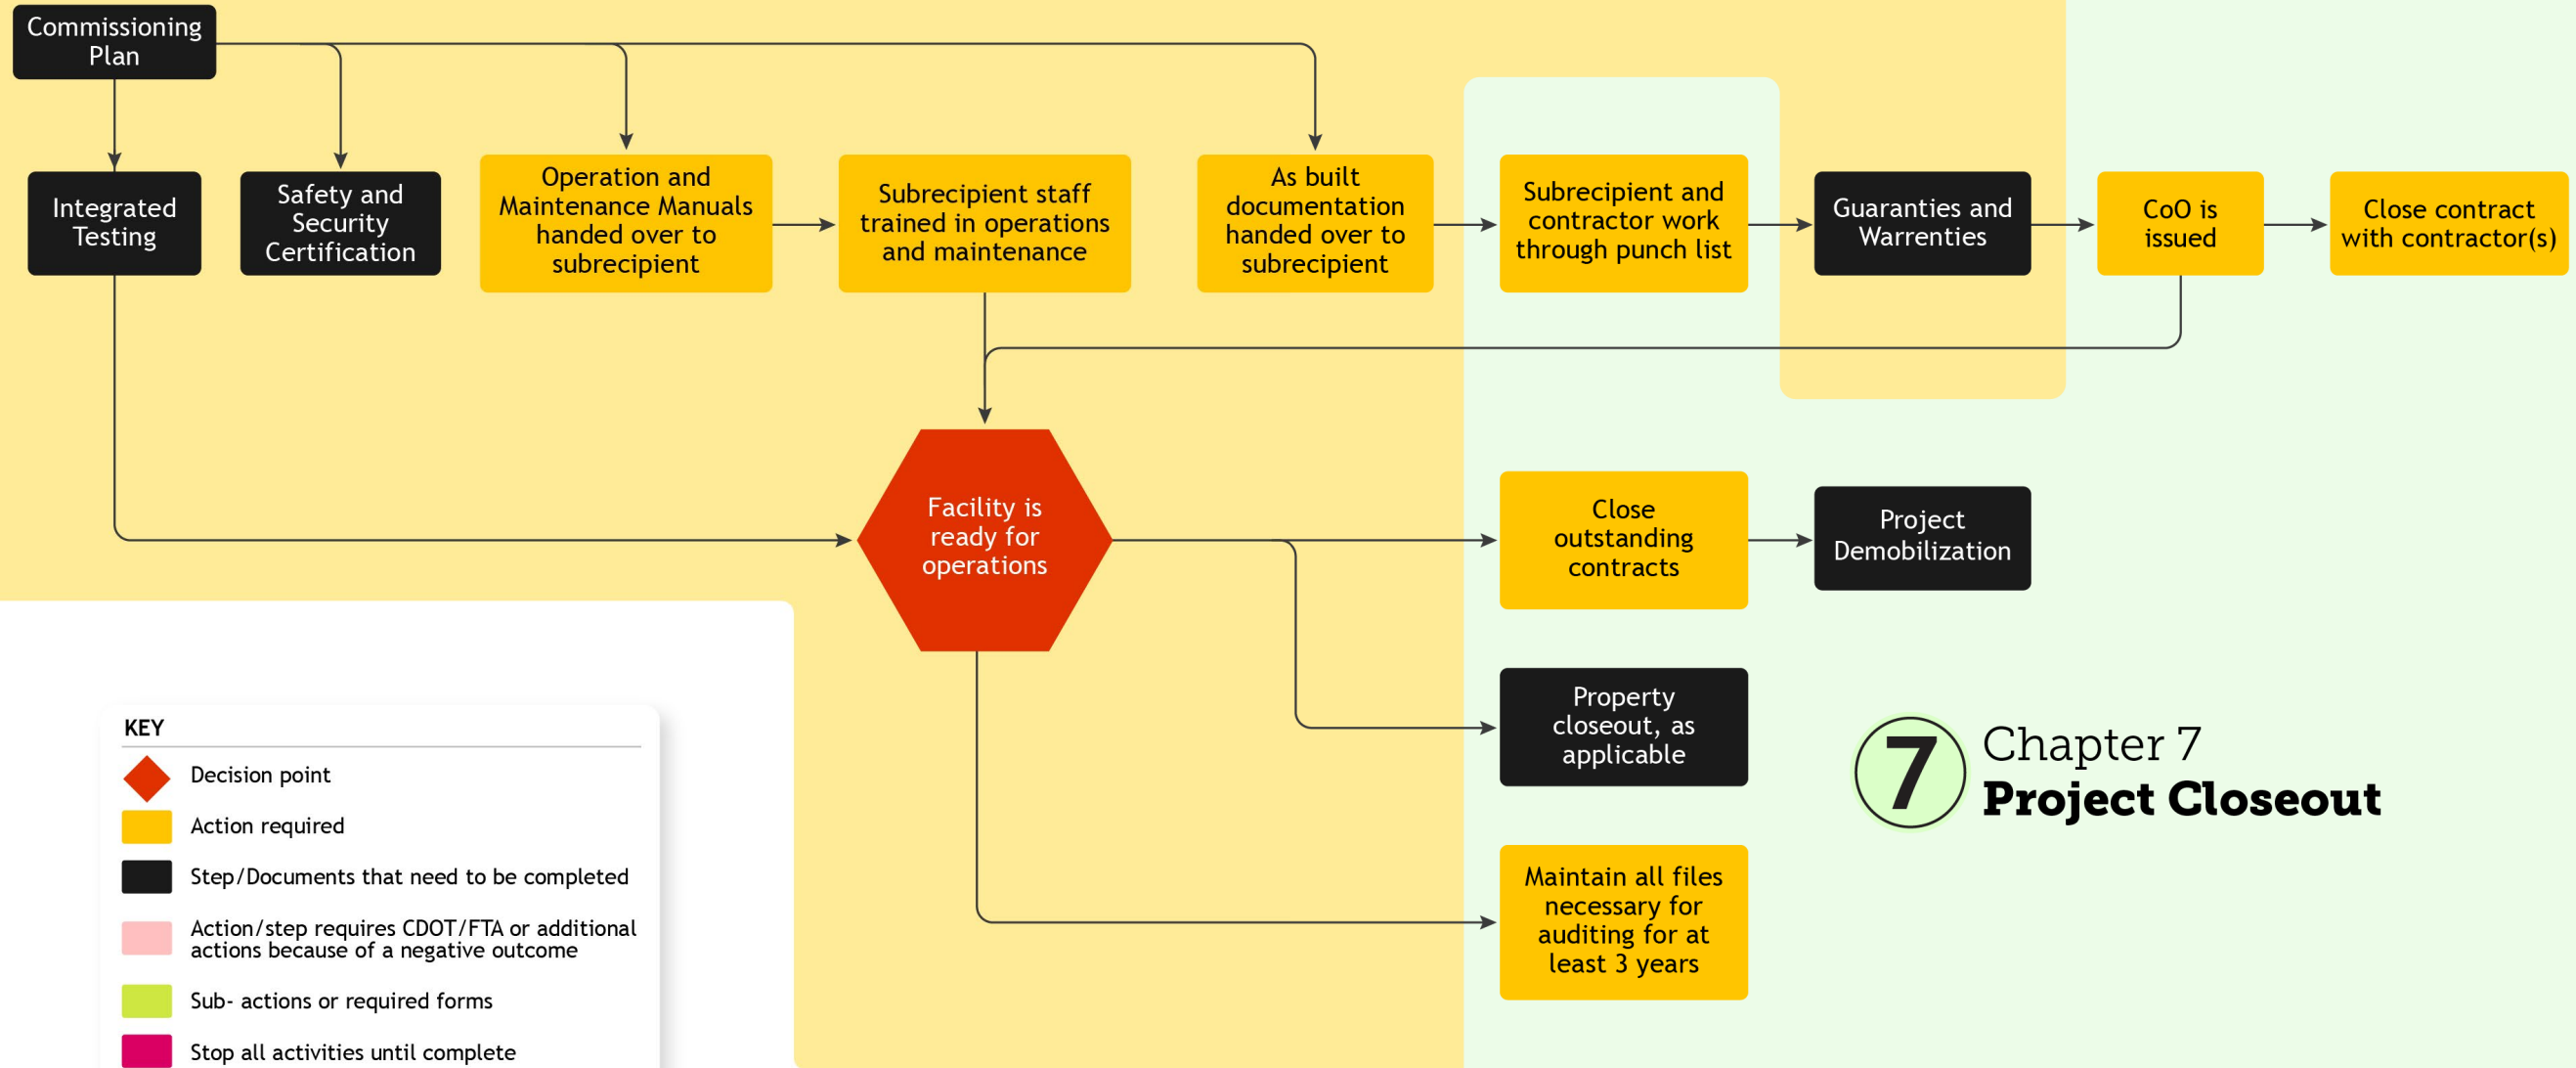 Commissioning
Plan
Integrated
Testing
Safety and
Security
Certification
Operation and
Maintenance Manuals
handed over to
subrecipient
Subrecipient staff
trained in operations
and maintenance
As built
documentation
handed over to
subrecipient
Subrecipient and
contractor work
through punch list
Guaranties and
Warrenties
CoO is
issued
Close contract
with contractor(s)
Facility is
ready for
operations
Close
outstanding
contracts
Project
Demobilization
Property
closeout, as
applicable
Maintain all files
necessary for
auditing for at
least 3 years
7
Chapter 7
Project Closeout
KEY
Decision point
Action required
Step/Documents that need to be completed
Action/step requires CDOT/FTA or additional
actions because of a negative outcome
Sub- actions or required forms
Stop all activities until complete